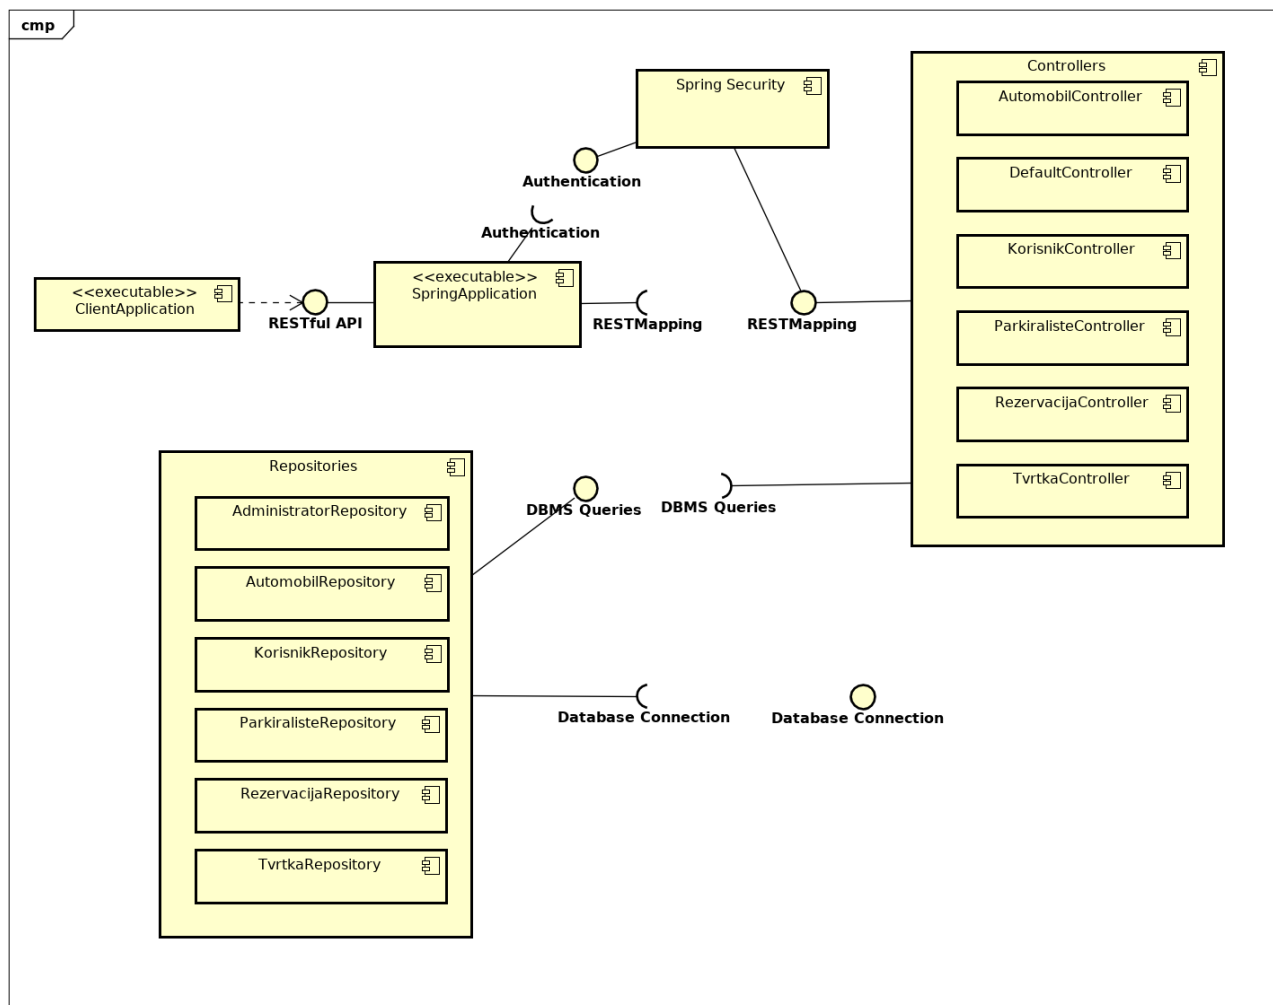 cmp
Spring Security
Authentication
Authentication
<<executable>>
ClientApplication
RESTful API
<<executable>>
SpringApplication
RESTMapping
RESTMapping
Controllers
AutomobilController
DefaultController
KorisnikController
ParkiralisteController
RezervacijaController
TvrtkaController
DBMS Queries
DBMS Queries
Repositories
AdministratorRepository
AutomobilRepository
KorisnikRepository
ParkiralisteRepository
RezervacijaRepository
TvrtkaRepository
Database Connection
Database Connection